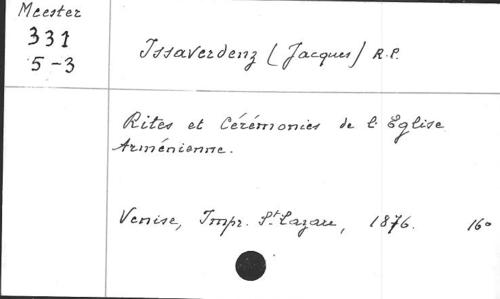 Meester
331
5-3
Issaverdenz (Jacques) R.P.
Rites et Cérémonies de l'Eglise
Arménienne.
Venise, Impr. St. Lazare, 1876. 16°